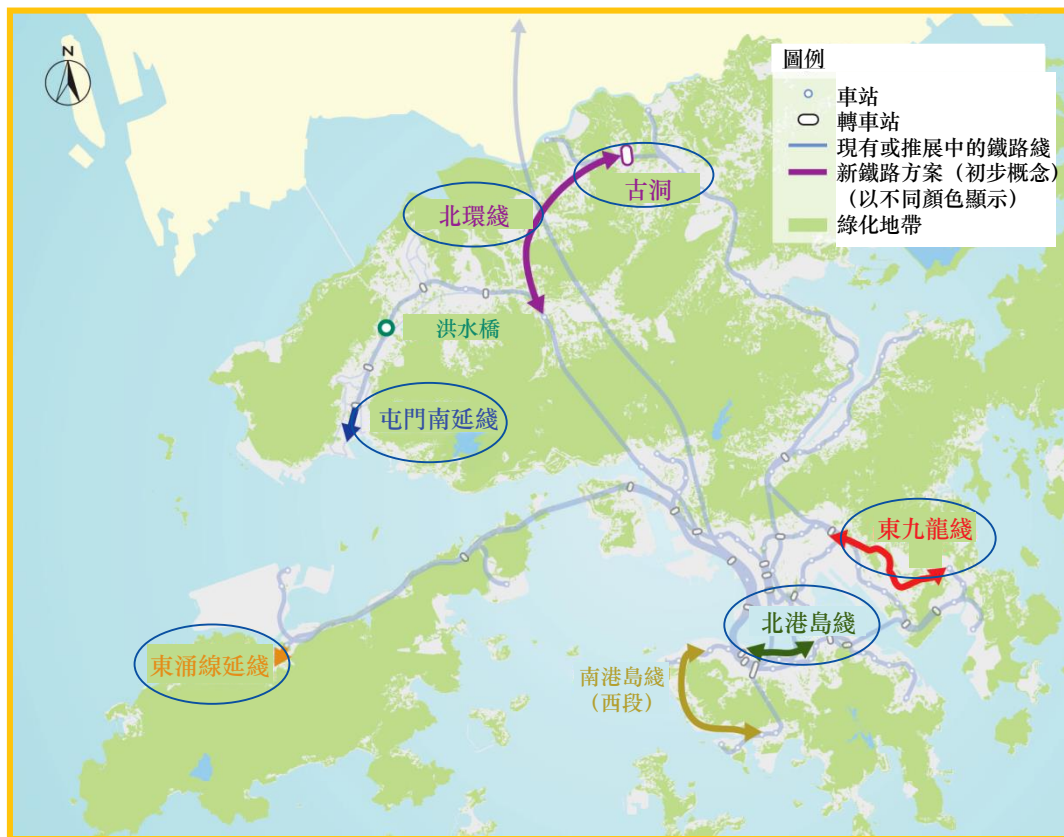 N
圖例
車站
轉車站
現有或推展中的鐵路綫
新鐵路方案（初步概念）
（以不同顏色顯示）
綠化地帶
古洞
北環綫
洪水橋
屯門南延綫
東九龍綫
北港島綫
東涌線延綫
南港島綫
（西段）